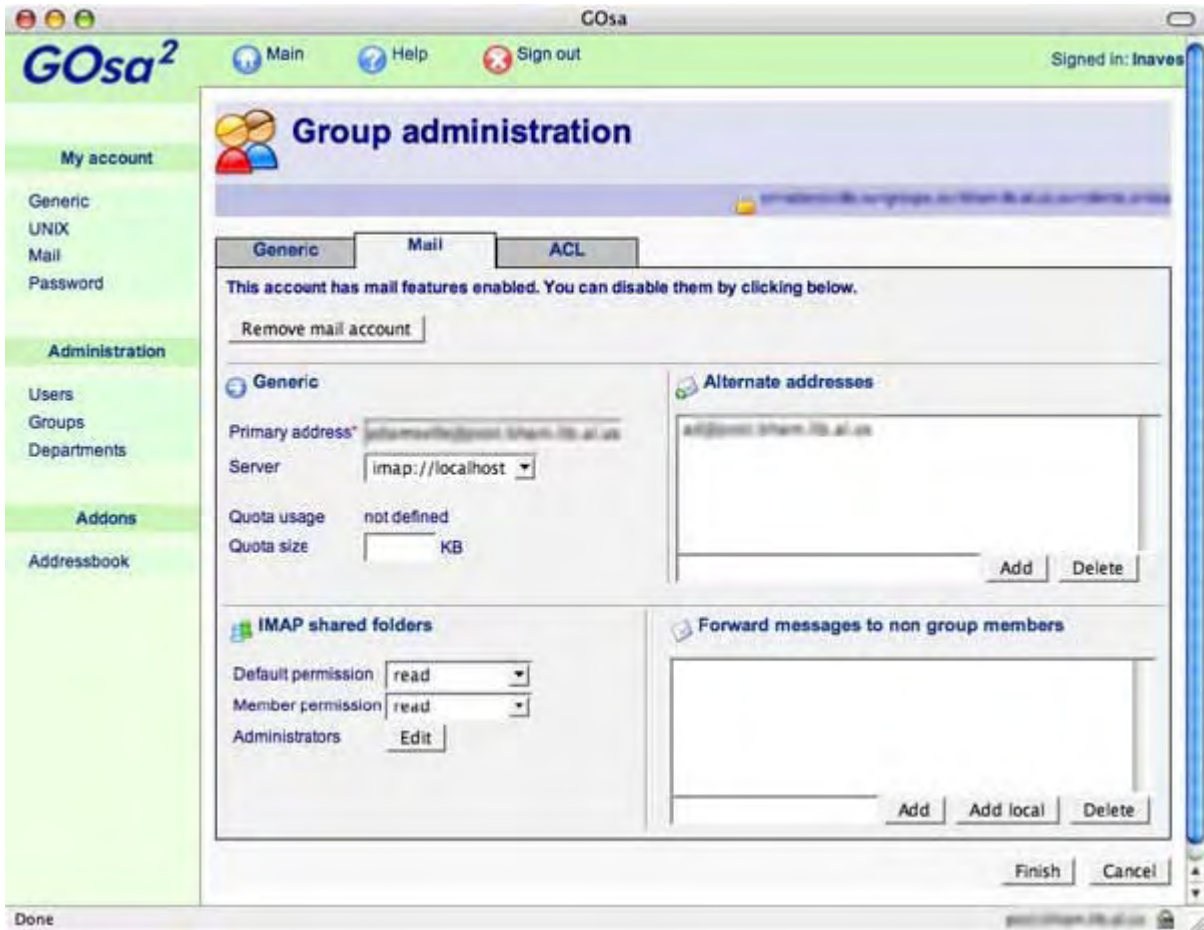 GOsa
GOsa²
Main
Help
Sign out
Signed in: lnaves
Group administration
My account
Generic
UNIX
Mail
Password
Administration
Users
Groups
Departments
Addons
Addressbook
Generic
Mail
ACL
This account has mail features enabled. You can disable them by clicking below.
Remove mail account
Generic
Primary address*
Server
imap://localhost
Quota usage
not defined
Quota size
KB
Alternate addresses
Add
Delete
IMAP shared folders
Default permission
read
Member permission
read
Administrators
Edit
Forward messages to non group members
Add
Add local
Delete
Finish
Cancel
Done